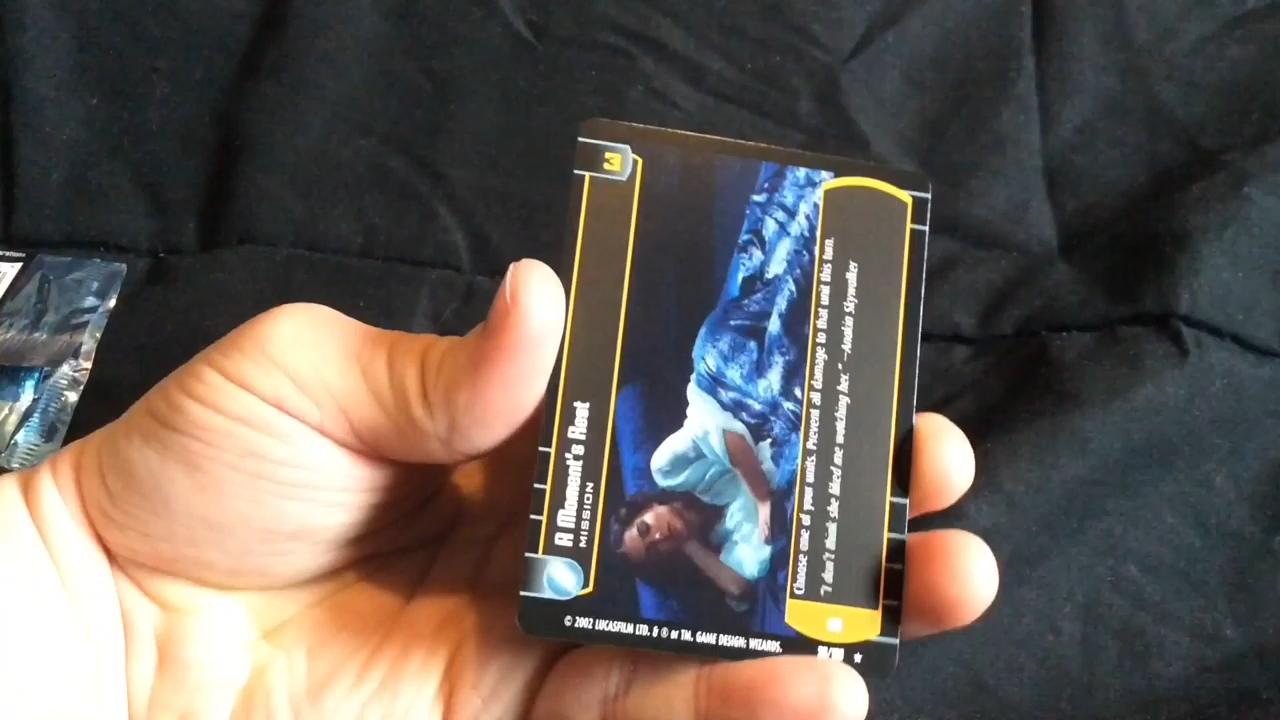 A Moment's Rest
MISSION
3
Choose one of your units. Prevent all damage to that unit this turn.
"I don't think she liked me watching her." —Anakin Skywalker
© 2002 LUCASFILM LTD. & ® or TM. GAME DESIGN: WIZARDS.